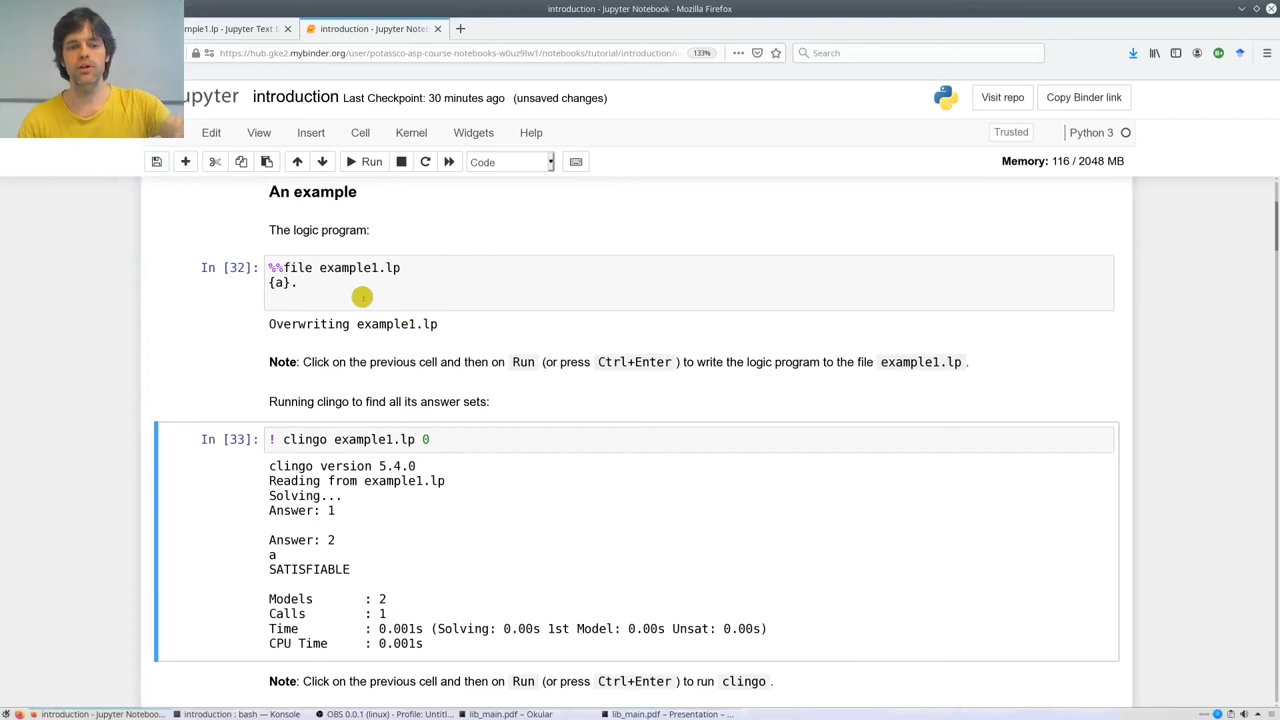 introduction - Jupyter Notebook - Mozilla Firefox
mple1.lp - Jupyter Text E
introduction - Jupyter Noteb
https://hub.gke2.mybinder.org/user/potassco-asp-course-notebooks-w0uz9lw1/notebooks/tutorial/introduction/i
133%
Search
upyter introduction Last Checkpoint: 30 minutes ago (unsaved changes)
Visit repo
Copy Binder link
Edit View Insert Cell Kernel Widgets Help
Trusted
Python 3
Run
Code
Memory: 116 / 2048 MB
An example
The logic program:
In [32]: %%file example1.lp
{a}.
Overwriting example1.lp
Note: Click on the previous cell and then on Run (or press Ctrl+Enter ) to write the logic program to the file example1.lp .
Running clingo to find all its answer sets:
In [33]: ! clingo example1.lp 0
clingo version 5.4.0
Reading from example1.lp
Solving...
Answer: 1
Answer: 2
a
SATISFIABLE
Models : 2
Calls : 1
Time : 0.001s (Solving: 0.00s 1st Model: 0.00s Unsat: 0.00s)
CPU Time : 0.001s
Note: Click on the previous cell and then on Run (or press Ctrl+Enter ) to run clingo .
introduction - Jupyter Noteboo...
introduction : bash — Konsole
OBS 0.0.1 (linux) - Profile: Untitl...
lib_main.pdf – Okular
lib_main.pdf – Presentation – ...